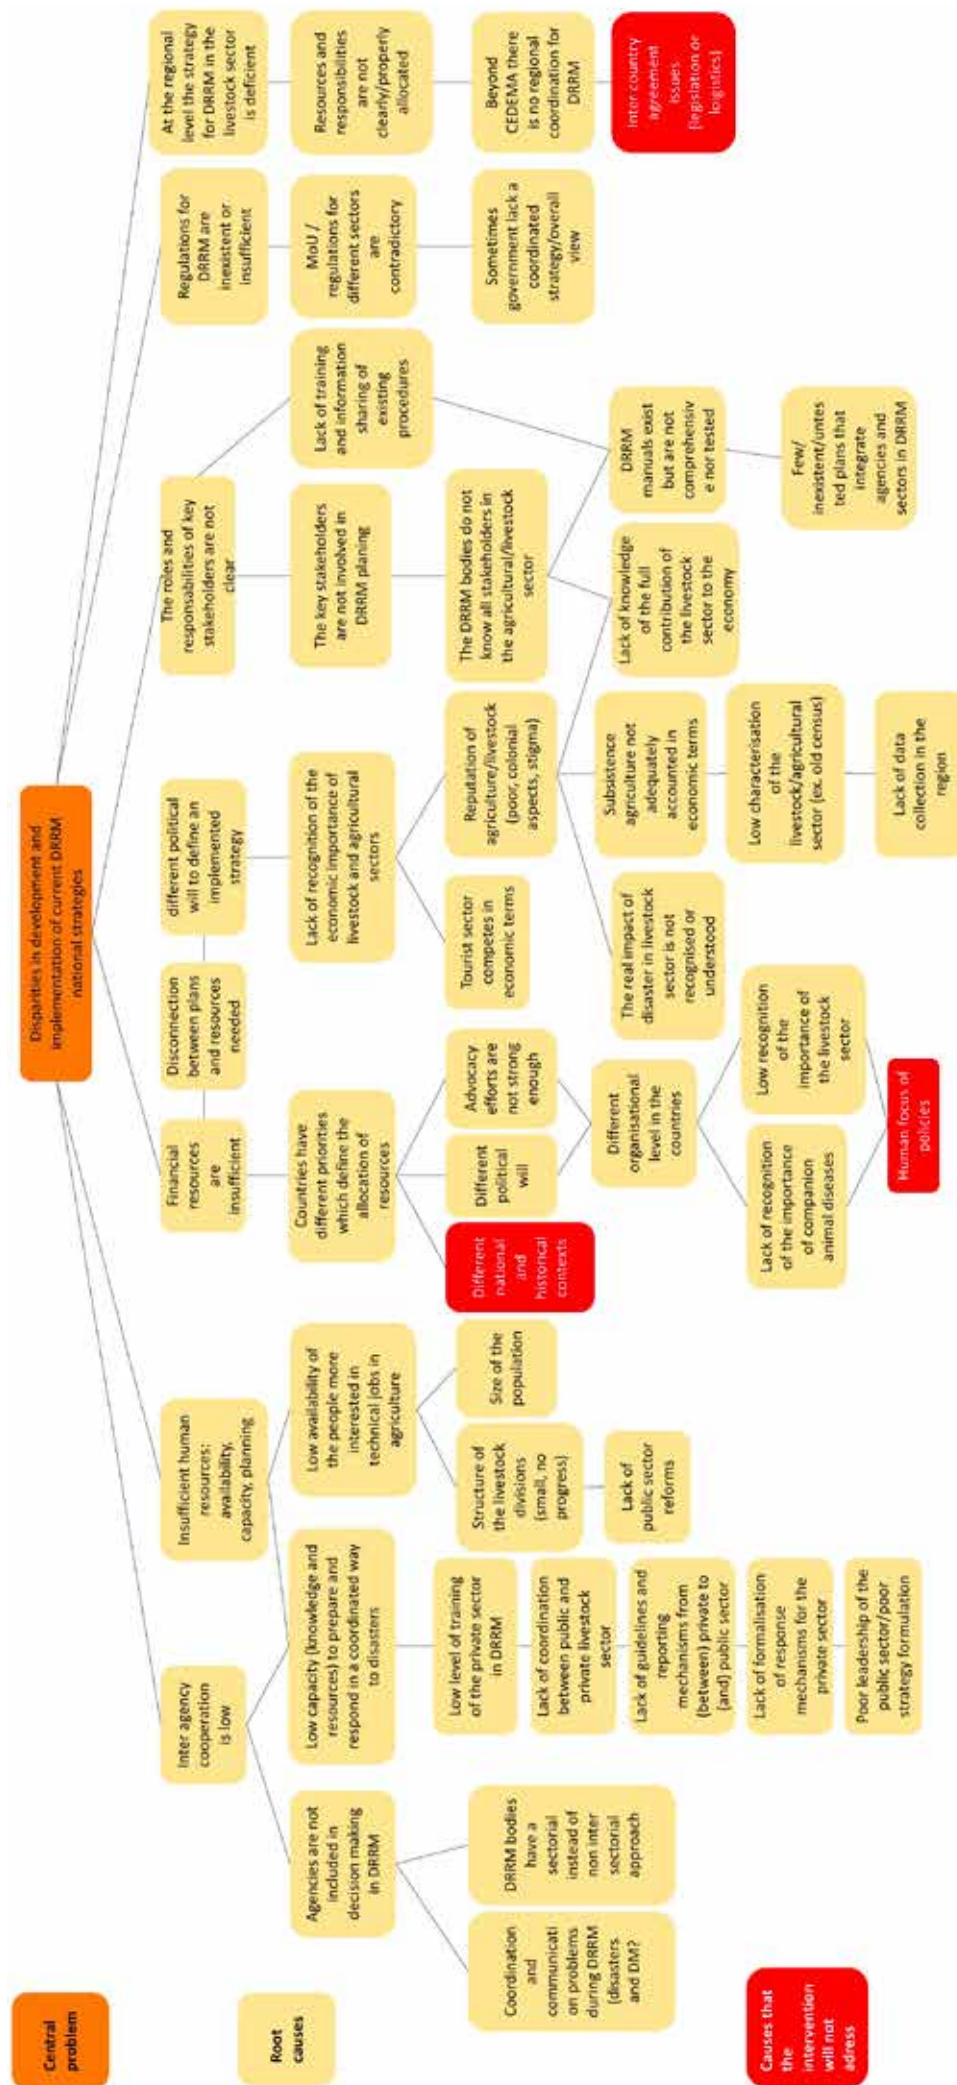 Central
problem
Disparities in development and
implementation of current DRRM
national strategies
Root
causes
Inter agency
cooperation
is low
Insufficient human
resources:
availability,
capacity, planning
Financial
resources
are
insufficient
Disconnection
between plans
and resources
needed
different political
will to define an
implemented
strategy
The roles and
responsabilities of key
stakeholders are not
clear
Regulations for
DRRM are
inexistent or
insufficient
At the regional
level the strategy
for DRRM in the
livestock sector
is deficient
Agencies are not
included in
decision making
in DRRM
Low capacity (knowledge and
resources) to prepare and
respond in a coordinated way
to disasters
Low availability of
the people more
interested in
technical jobs in
agriculture
Countries have
different priorities
which define the
allocation of
resources
Lack of recognition of the
economic importance of
livestock and agricultural
sectors
The key stakeholders
are not involved in
DRRM planing
Lack of training
and information
sharing of
existing
procedures
MoU /
regulations for
different sectors
are
contradictory
Resources and
responsibilities
are not
clearly/properly
allocated
Coordination
and
communicati
on problems
during DRRM
(disasters
and DM?
DRRM bodies
have a
sectorial
instead of
non inter
sectorial
approach
Low level of training
of the private sector
in DRRM
Structure of
the livestock
divisions
(small, no
progress)
Size of the
population
Different
national
and
historical
contexts
Different
political
will
Advocacy
efforts are
not strong
enough
Tourist sector
competes in
economic terms
Reputation of
agriculture/livestock
(poor, colonial
aspects, stigma)
The DRRM bodies do not
know all stakeholders in
the agricultural/livestock
sector
Sometimes
government lack a
coordinated
strategy/overall
view
Beyond
CEDEMA there
is no regional
coordination for
DRRM
Lack of coordination
between public and
private livestock
sector
Lack of
public sector
reforms
Different
organisational
level in the
countries
The real impact of
disaster in livestock
sector is not
recognised or
understood
Substence
agriculture not
adequately
accounted in
economic terms
Lack of knowledge
of the full
contribution of
the livestock
sector to the
economy
DRRM
manuals exist
but are not
comprehensiv
e nor tested
Inter country
agreement
issues
(legislation or
logistics)
Lack of guidelines and
reporting
mechanisms from
(between) private to
(and) public sector
Causes that
the
intervention
will not
adress
Lack of formalisation
of response
mechanisms for the
private sector
Lack of recognition
of the importance
of companion
animal diseases
Low recognition
of the
importance of
the livestock
sector
Low characterisation
of the
livestock/agricultural
sector (ex. old census)
Few/
inexistent/untes
ted plans that
integrate
agencies and
sectors in DRRM
Poor leadership of the
public sector/poor
strategy formulation
Human focus of
policies
Lack of data
collection in the
region